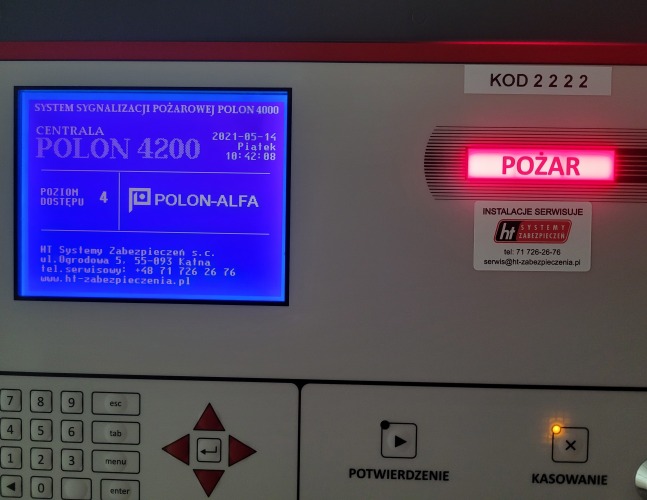 KOD 2 2 2 2
SYSTEM SYGNALIZACJI POŻAROWEJ POLON 4000
CENTRALA
POLON 4200
2021-05-14
Piątek
10:42:08
POZIOM
DOSTĘPU 4
POLON-ALFA
HT Systemy Zabezpieczeń s.c.
ul.Ogrodowa 5, 55-093 Kątna
tel.serwisowy: +48 71 726 26 76
www.ht-zabezpieczenia.pl
POŻAR
INSTALACJE SERWISUJE
ht SYSTEMY
ZABEZPIECZEŃ
tel: 71 726-26-76
serwis@ht-zabezpieczenia.pl
7 8 9 esc
4 5 6 tab
1 2 3 menu
0 enter
POTWIERDZENIE
KASOWANIE